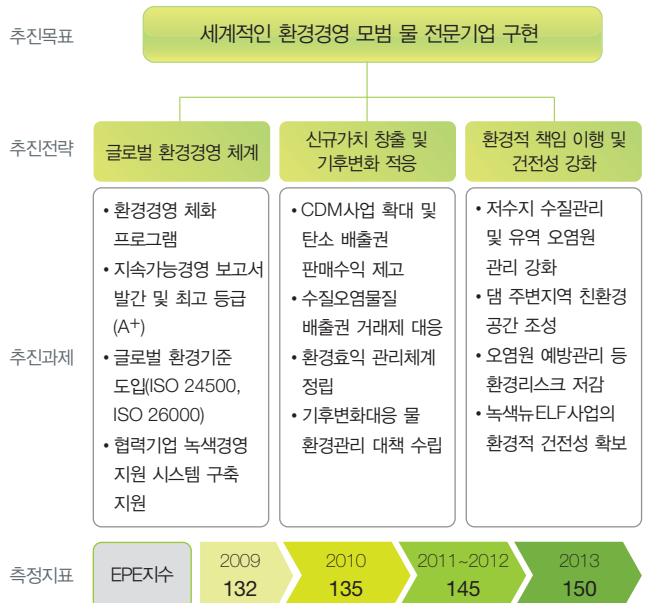 추진목표
세계적인 환경경영 모범 물 전문기업 구현
추진전략
글로벌 환경경영 체계
신규가치 창출 및
기후변화 적응
환경적 책임 이행 및
건전성 강화
추진과제
• 환경경영 체화
프로그램
• 지속가능경영 보고서
발간 및 최고 등급
(A+)
• 글로벌 환경기준
도입(ISO 24500,
ISO 26000)
• 협력기업 녹색경영
지원 시스템 구축
지원
• CDM사업 확대 및
탄소 배출권
판매수익 제고
• 수질오염물질
배출권 거래제 대응
• 환경효익 관리체계
정립
• 기후변화대응 물
환경관리 대책 수립
• 저수지 수질관리
및 유역 오염원
관리 강화
• 댐 주변지역 친환경
공간 조성
• 오염원 예방관리 등
환경리스크 저감
• 녹색뉴ELF사업의
환경적 건전성 확보
측정지표
EPE지수
2009
132
2010
135
2011~2012
145
2013
150